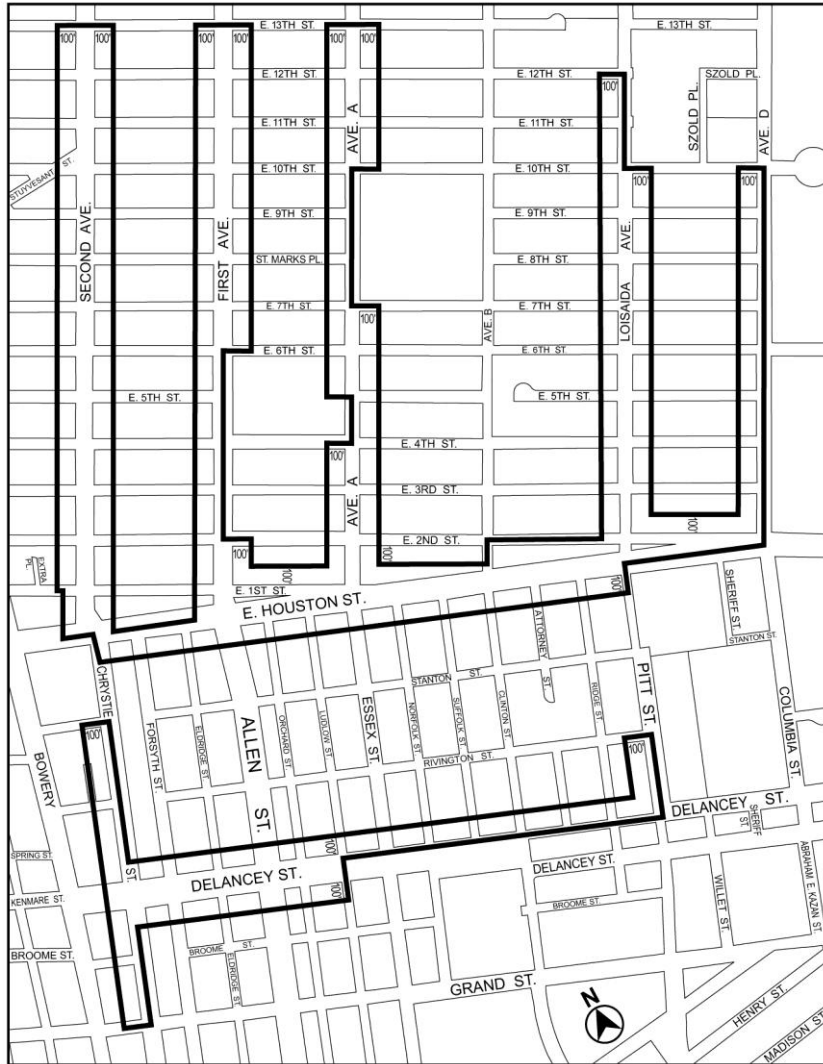 E. 13TH ST.
E. 13TH ST.
100'
100'
100'
100'
100'
100'
E. 12TH ST.
E. 12TH ST.
SZOLD PL.
100'
AVE. A
E. 11TH ST.
E. 11TH ST.
SZOLD PL.
AVE. D
STUYVESANT ST.
E. 10TH ST.
E. 10TH ST.
100'
100'
SECOND AVE.
FIRST AVE.
E. 9TH ST.
E. 9TH ST.
LOISAIDA AVE.
ST. MARKS PL.
E. 8TH ST.
E. 7TH ST.
100'
AVE. B
E. 7TH ST.
E. 6TH ST.
E. 6TH ST.
E. 5TH ST.
E. 5TH ST.
E. 4TH ST.
100'
AVE. A
E. 3RD ST.
100'
E. 2ND ST.
100'
100'
100'
EXTRA PL.
E. 1ST ST.
E. HOUSTON ST.
100'
SHERIFF ST.
ATTORNEY ST.
STANTON ST.
STANTON ST.
CHRYSTIE ST.
PITT ST.
COLUMBIA ST.
BOWERY
100'
FORSYTH ST.
ELDRIDGE ST.
ALLEN ST.
ORCHARD ST.
LUDLOW ST.
ESSEX ST.
NORFOLK ST.
SUFFOLK ST.
CLINTON ST.
RIDGE ST.
RIVINGTON ST.
100'
DELANCEY ST.
SHERIFF ST.
SPRING ST.
100'
DELANCEY ST.
DELANCEY ST.
100'
KENMARE ST.
BROOME ST.
WILLET ST.
ABRAHAM E. KAZAN ST.
BROOME ST.
BROOME ST.
ELDRIDGE ST.
100'
GRAND ST.
N
HENRY ST.
MADISON ST.